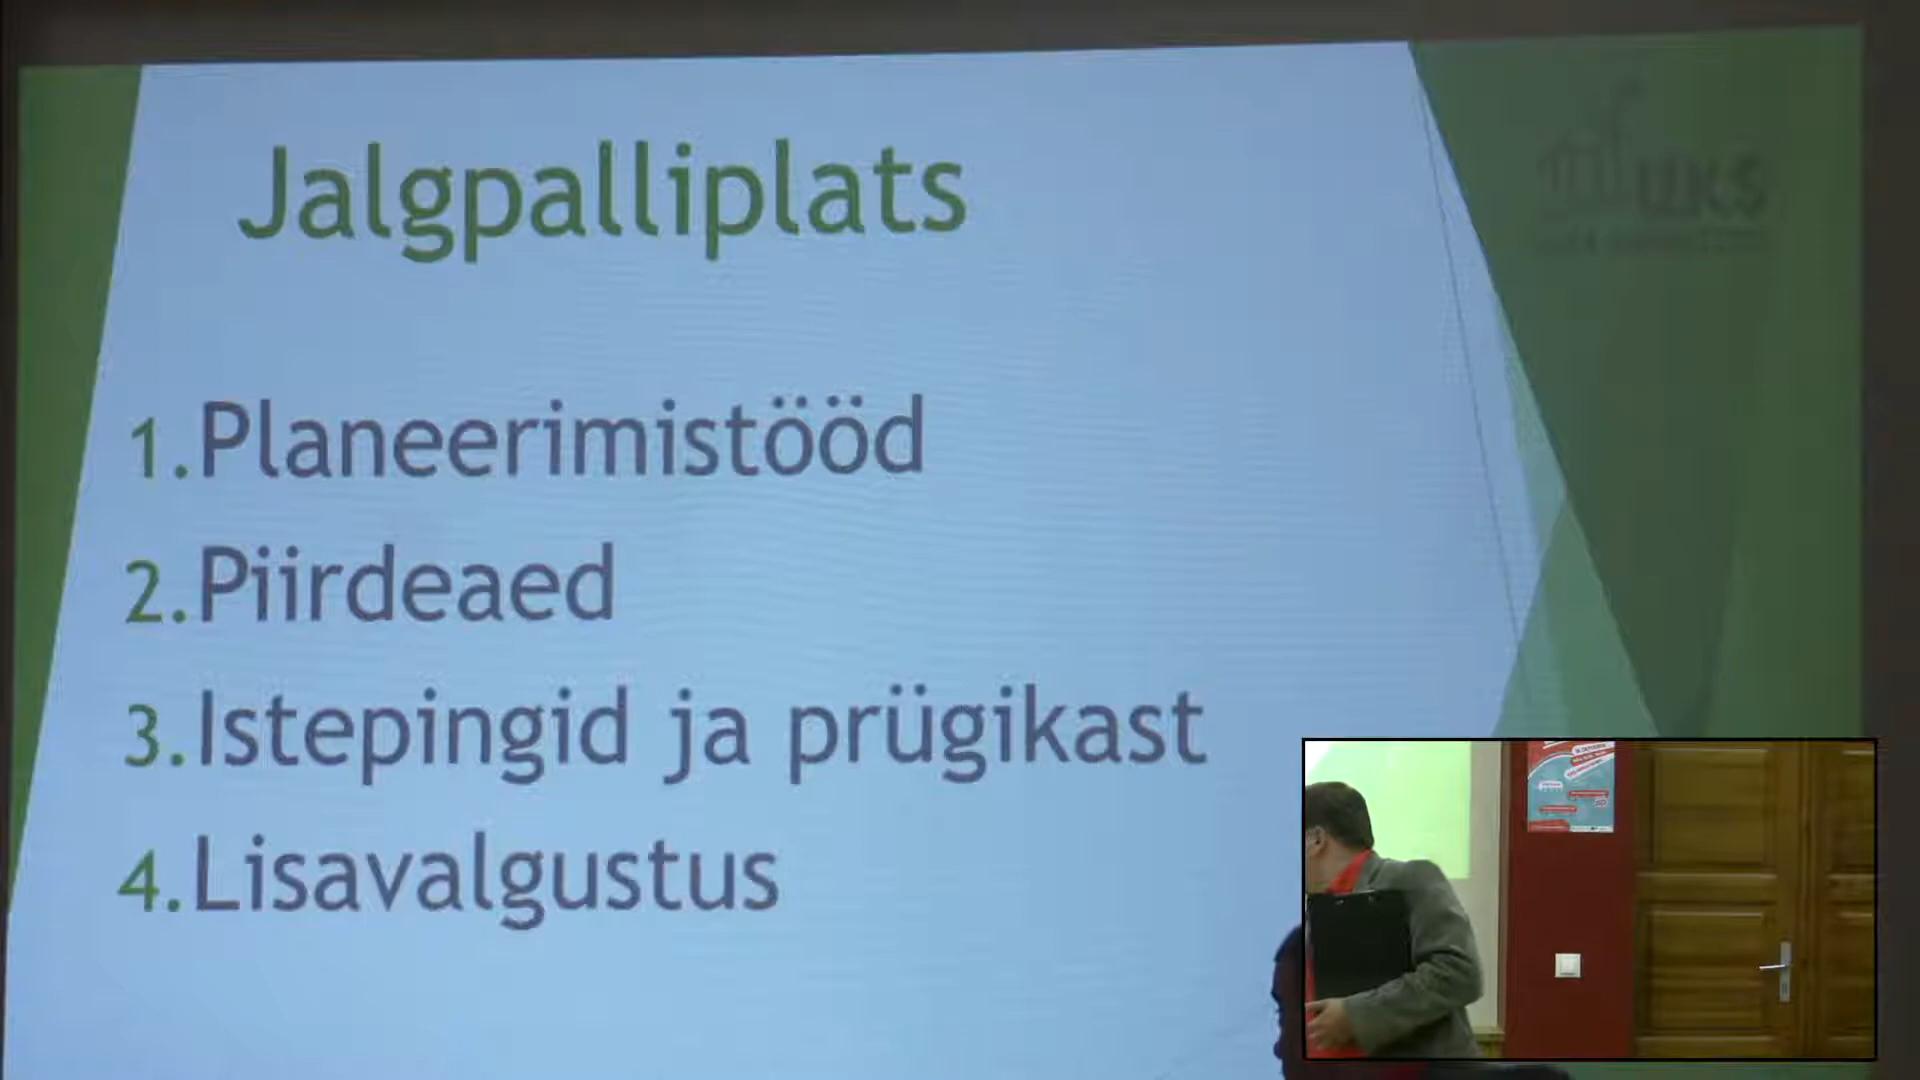 Jalgpalliplats
1. Planeerimistööd
2. Piirdeaed
3. Istepingid ja prügikast
4. Lisavalgustus